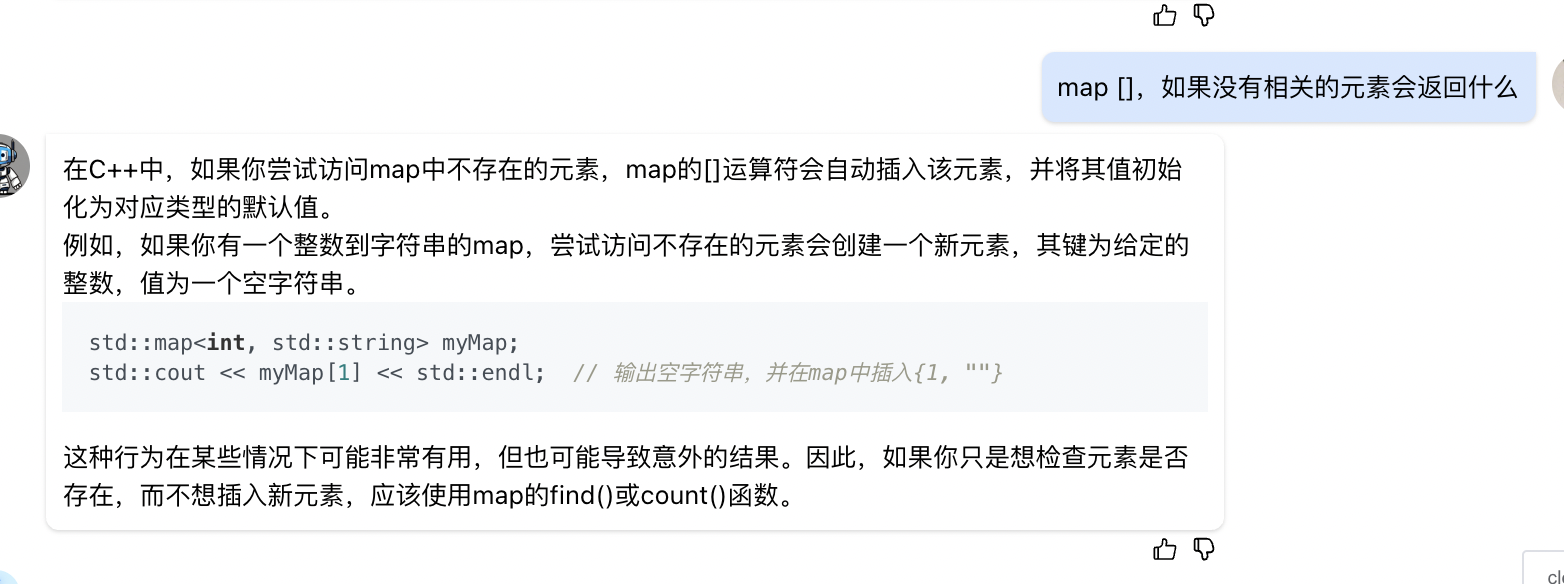 map []，如果没有相关的元素会返回什么
在C++中，如果你尝试访问map中不存在的元素，map的[]运算符会自动插入该元素，并将其值初始
化为对应类型的默认值。
例如，如果你有一个整数到字符串的map，尝试访问不存在的元素会创建一个新元素，其键为给定的
整数，值为一个空字符串。
std::map<int, std::string> myMap;
std::cout << myMap[1] << std::endl;  // 输出空字符串，并在map中插入{1, ""}
这种行为在某些情况下可能非常有用，但也可能导致意外的结果。因此，如果你只是想检查元素是否
存在，而不想插入新元素，应该使用map的find()或count()函数。